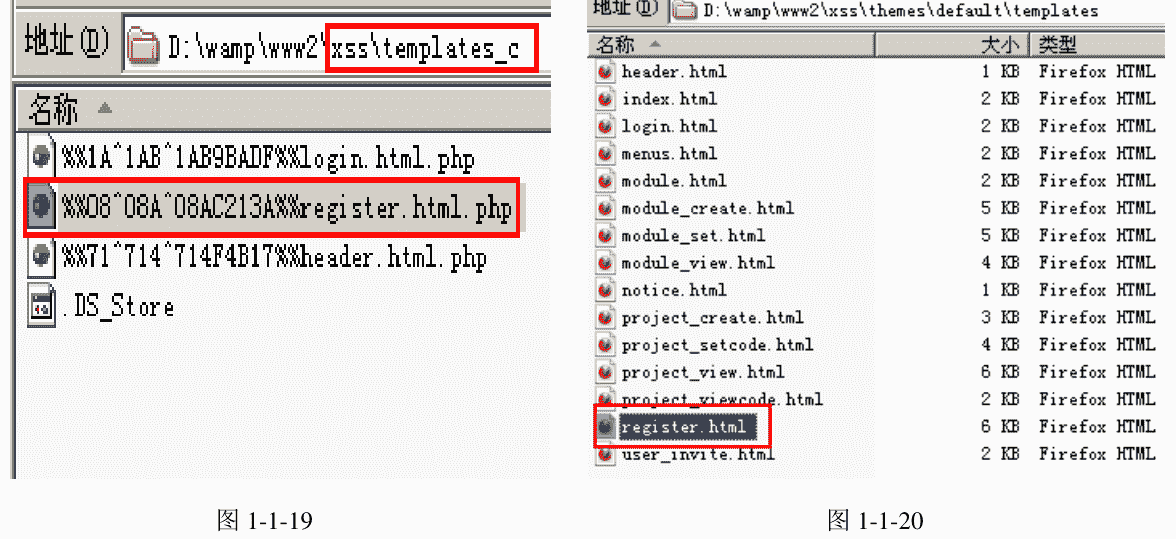 地址(D) D:\wamp\www2\xss\templates_c
名称
%%1A^1AB^1AB9BADF%%login.html.php
%%08^08A^08AC213A%%register.html.php
%%71^714^714F4B17%%header.html.php
.DS_Store
图 1-1-19
地址(D) D:\wamp\www2\xss\themes\default\templates
名称 大小 类型
header.html 1 KB Firefox HTML
index.html 2 KB Firefox HTML
login.html 2 KB Firefox HTML
menus.html 2 KB Firefox HTML
module.html 2 KB Firefox HTML
module_create.html 5 KB Firefox HTML
module_set.html 5 KB Firefox HTML
module_view.html 4 KB Firefox HTML
notice.html 1 KB Firefox HTML
project_create.html 3 KB Firefox HTML
project_setcode.html 4 KB Firefox HTML
project_view.html 6 KB Firefox HTML
project_viewcode.html 2 KB Firefox HTML
register.html 6 KB Firefox HTML
user_invite.html 2 KB Firefox HTML
图 1-1-20